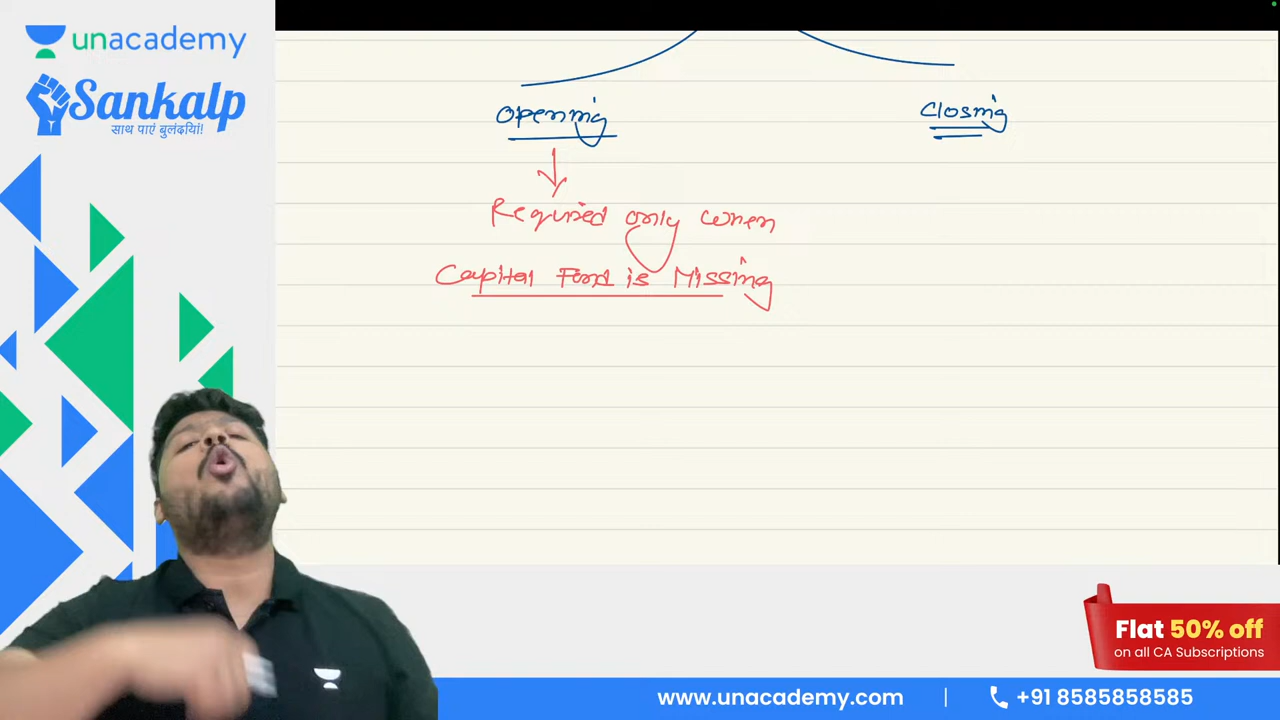 unacademy
Sankalp
साथ पाएं बुलंदियां!
Opening
Closing
Required only when
Capital Fund is Missing
Flat 50% off
on all CA Subscriptions
www.unacademy.com | +91 8585858585